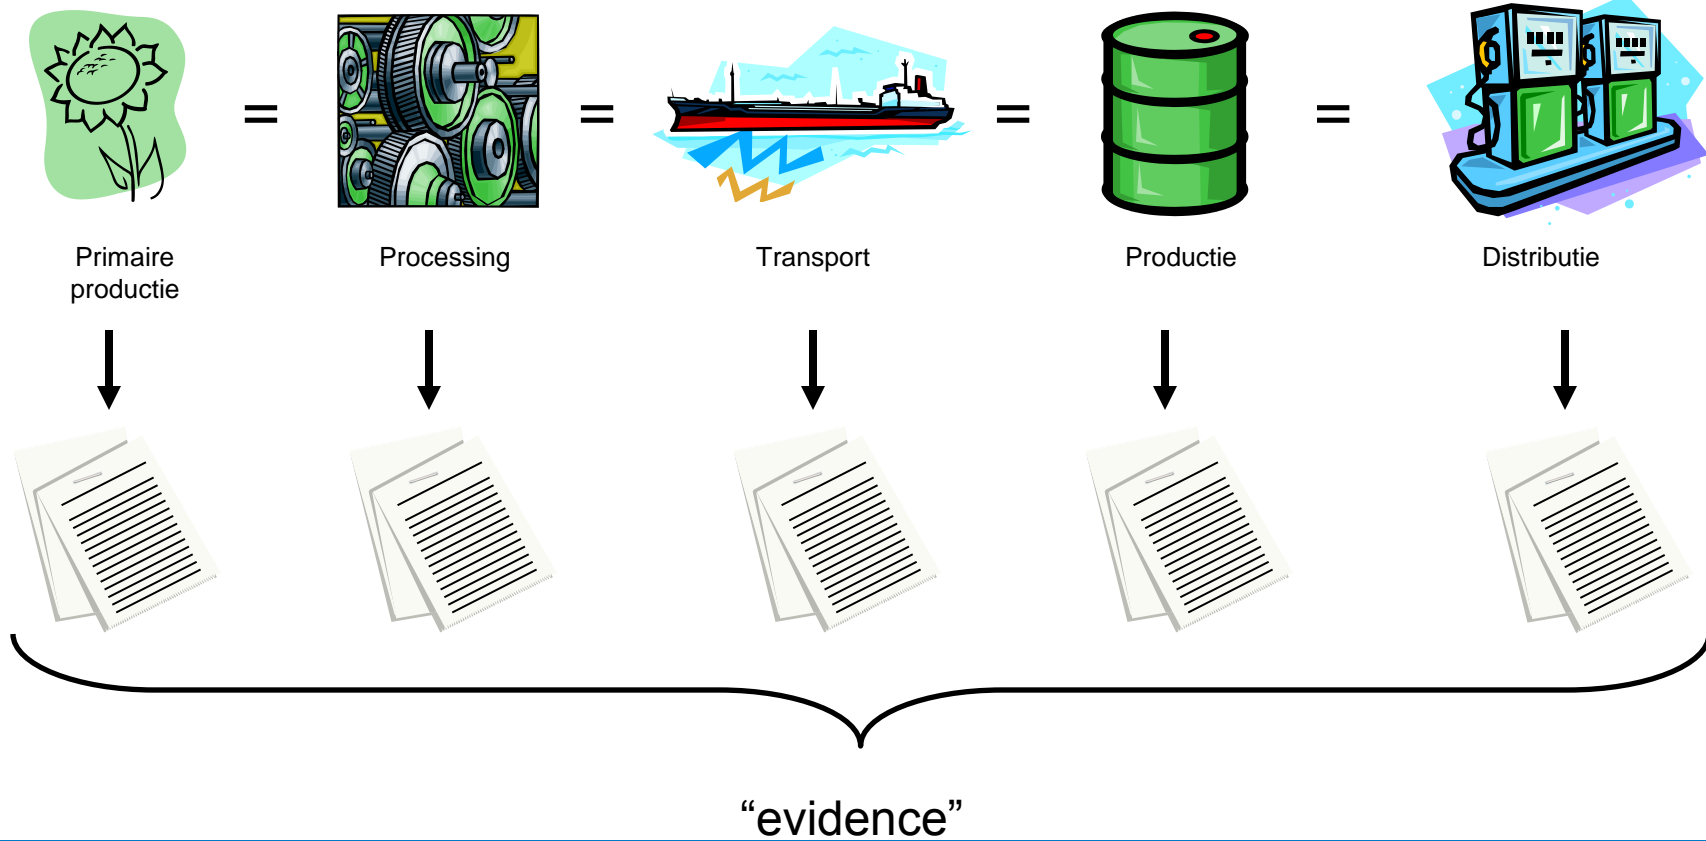 =
=
=
=
Primaire
productie
Processing
Transport
Productie
Distributie
“evidence”